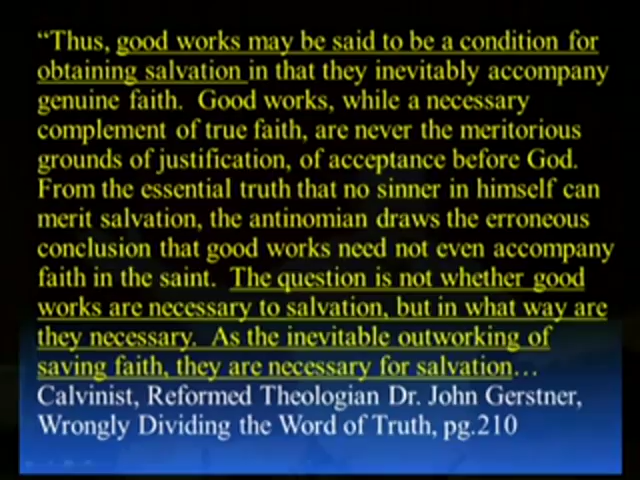 “Thus, good works may be said to be a condition for
obtaining salvation in that they inevitably accompany
genuine faith. Good works, while a necessary
complement of true faith, are never the meritorious
grounds of justification, of acceptance before God.
From the essential truth that no sinner in himself can
merit salvation, the antinomian draws the erroneous
conclusion that good works need not even accompany
faith in the saint. The question is not whether good
works are necessary to salvation, but in what way are
they necessary. As the inevitable outworking of
saving faith, they are necessary for salvation…
Calvinist, Reformed Theologian Dr. John Gerstner,
Wrongly Dividing the Word of Truth, pg.210